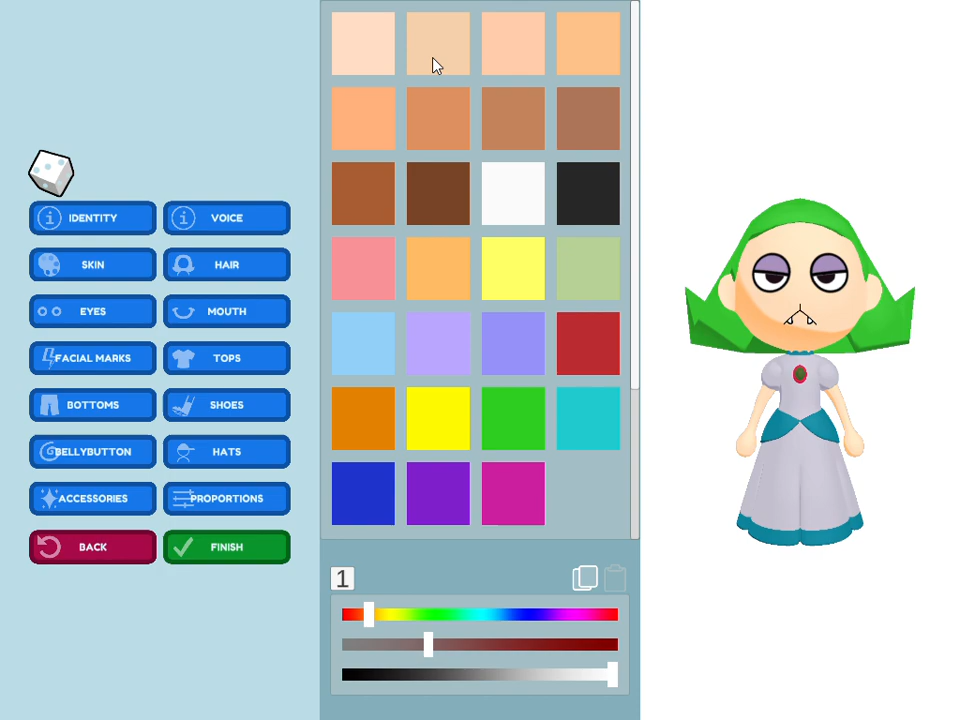 IDENTITY
VOICE
SKIN
HAIR
EYES
MOUTH
FACIAL MARKS
TOPS
BOTTOMS
SHOES
BELLYBUTTON
HATS
ACCESSORIES
PROPORTIONS
BACK
FINISH
1